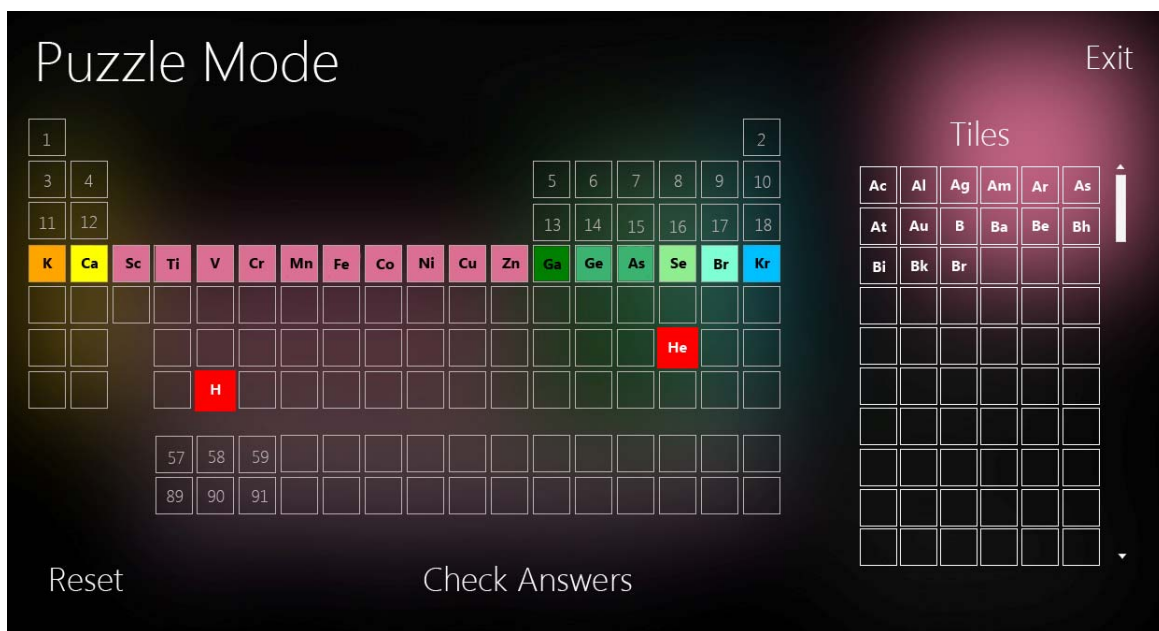 Puzzle Mode
Exit
Tiles
1 2
3 4 5 6 7 8 9 10
11 12 13 14 15 16 17 18
K Ca Sc Ti V Cr Mn Fe Co Ni Cu Zn Ga Ge As Se Br Kr
He
H
57 58 59
89 90 91
Ac Al Ag Am Ar As
At Au B Ba Be Bh
Bi Bk Br
Reset
Check Answers